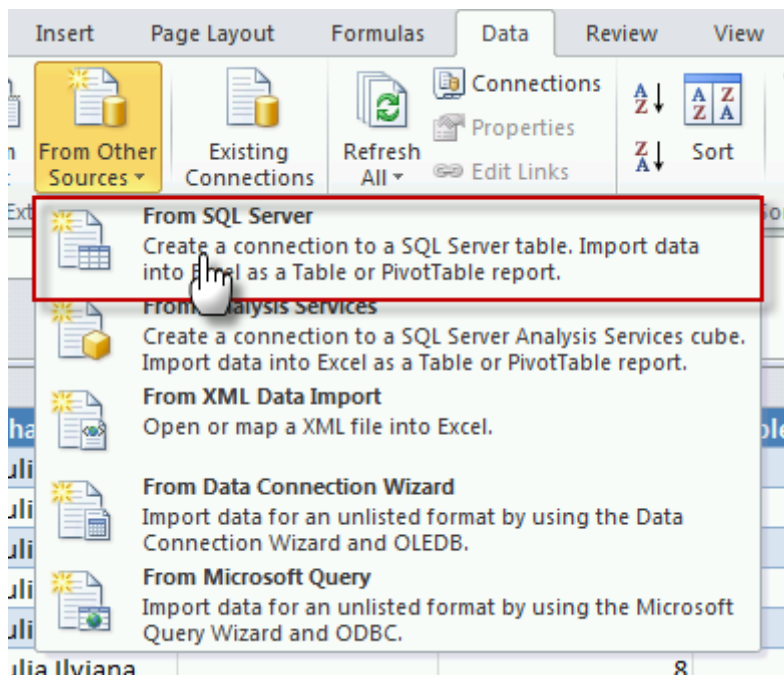 Insert Page Layout Formulas Data Review View
Connections
Properties
Edit Links
From Other
Sources
Existing
Connections
Refresh
All
Sort
From SQL Server
Create a connection to a SQL Server table. Import data
into Excel as a Table or PivotTable report.
From Analysis Services
Create a connection to a SQL Server Analysis Services cube.
Import data into Excel as a Table or PivotTable report.
From XML Data Import
Open or map a XML file into Excel.
From Data Connection Wizard
Import data for an unlisted format by using the Data
Connection Wizard and OLEDB.
From Microsoft Query
Import data for an unlisted format by using the Microsoft
Query Wizard and ODBC.
8